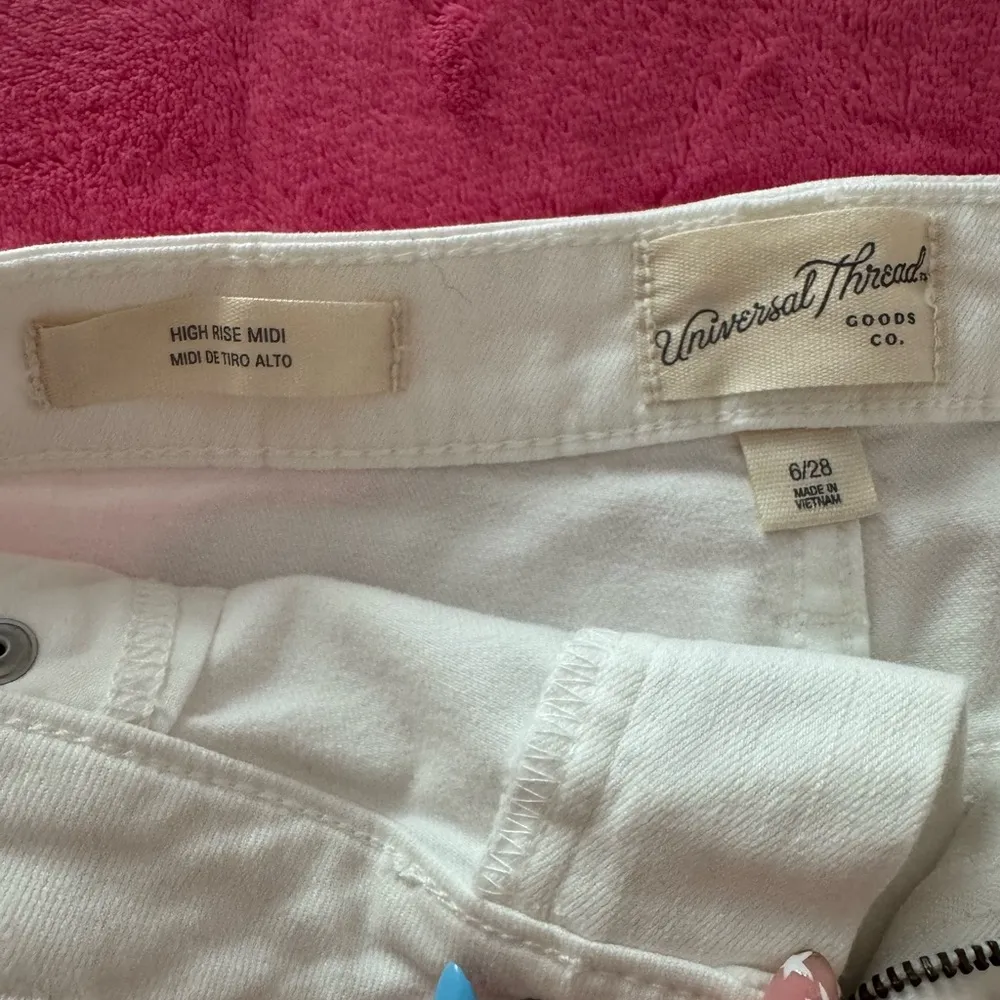 HIGH RISE MIDI
MIDI DE TIRO ALTO
Universal Thread
GOODS
CO.
6/28
MADE IN
VIETNAM